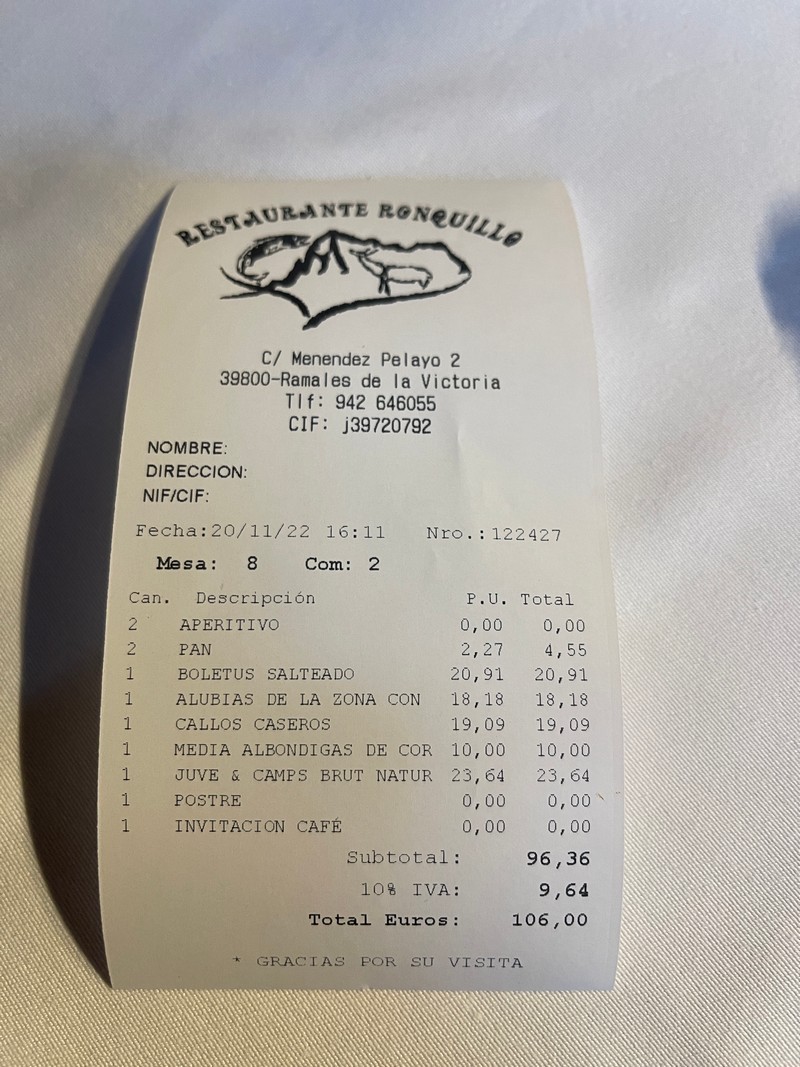 RESTAURANTE RONQUILLO
C/ Menendez Pelayo 2
39800-Ramales de la Victoria
Tlf: 942 646055
CIF: j39720792
NOMBRE:
DIRECCION:
NIF/CIF:
Fecha:20/11/22 16:11 Nro.:122427
Mesa: 8 Com: 2
Can. Descripción P.U. Total
2 APERITIVO 0,00 0,00
2 PAN 2,27 4,55
1 BOLETUS SALTEADO 20,91 20,91
1 ALUBIAS DE LA ZONA CON 18,18 18,18
1 CALLOS CASEROS 19,09 19,09
1 MEDIA ALBONDIGAS DE COR 10,00 10,00
1 JUVE & CAMPS BRUT NATUR 23,64 23,64
1 POSTRE 0,00 0,00
1 INVITACION CAFÉ 0,00 0,00
Subtotal: 96,36
10% IVA: 9,64
Total Euros: 106,00
* GRACIAS POR SU VISITA